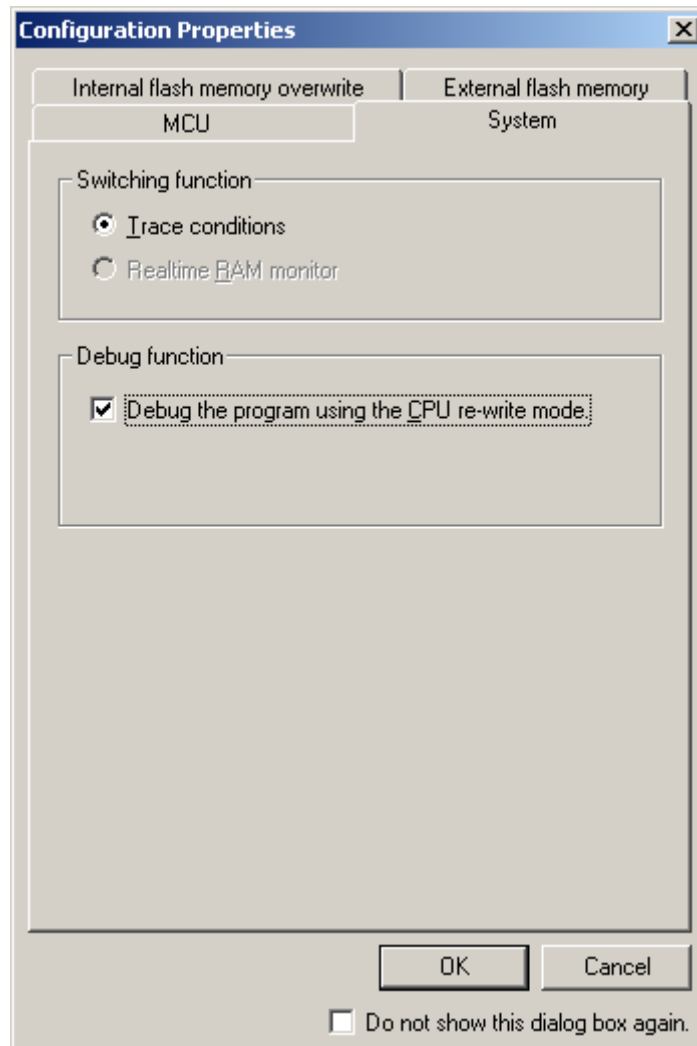 Configuration Properties
Internal flash memory overwrite External flash memory
MCU System
Switching function
Trace conditions
Realtime RAM monitor
Debug function
Debug the program using the CPU re-write mode.
OK Cancel
Do not show this dialog box again.